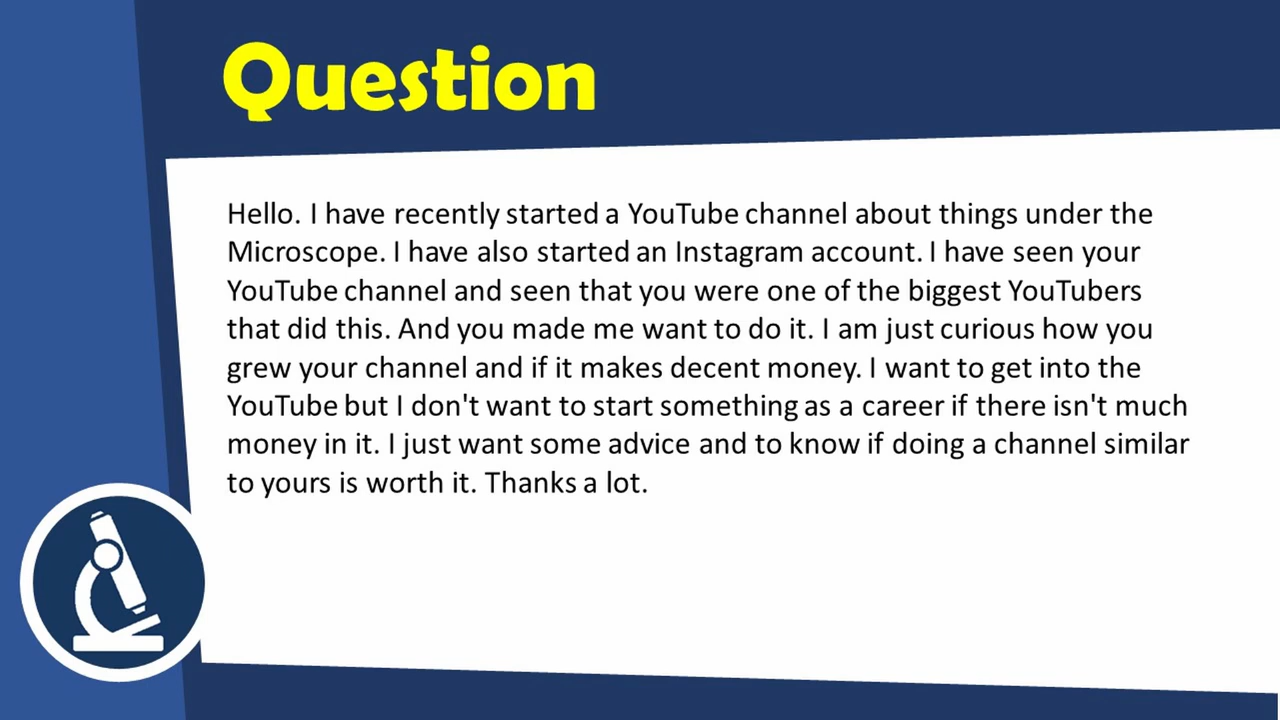 Question
Hello. I have recently started a YouTube channel about things under the
Microscope. I have also started an Instagram account. I have seen your
YouTube channel and seen that you were one of the biggest YouTubers
that did this. And you made me want to do it. I am just curious how you
grew your channel and if it makes decent money. I want to get into the
YouTube but I don't want to start something as a career if there isn't much
money in it. I just want some advice and to know if doing a channel similar
to yours is worth it. Thanks a lot.